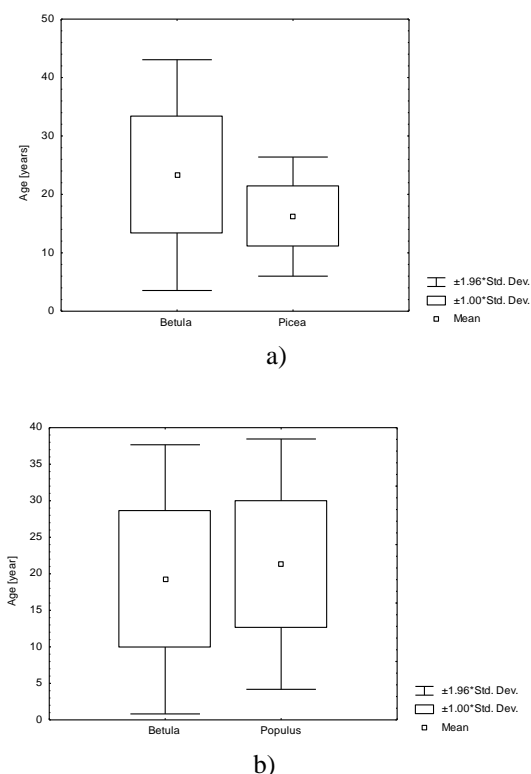 50
40
30
20
10
0
Age [years]
Betula Picea
±1.96*Std. Dev.
±1.00*Std. Dev.
Mean
a)
40
35
30
25
20
15
10
5
0
Age [year]
Betula Populus
±1.96*Std. Dev.
±1.00*Std. Dev.
Mean
b)